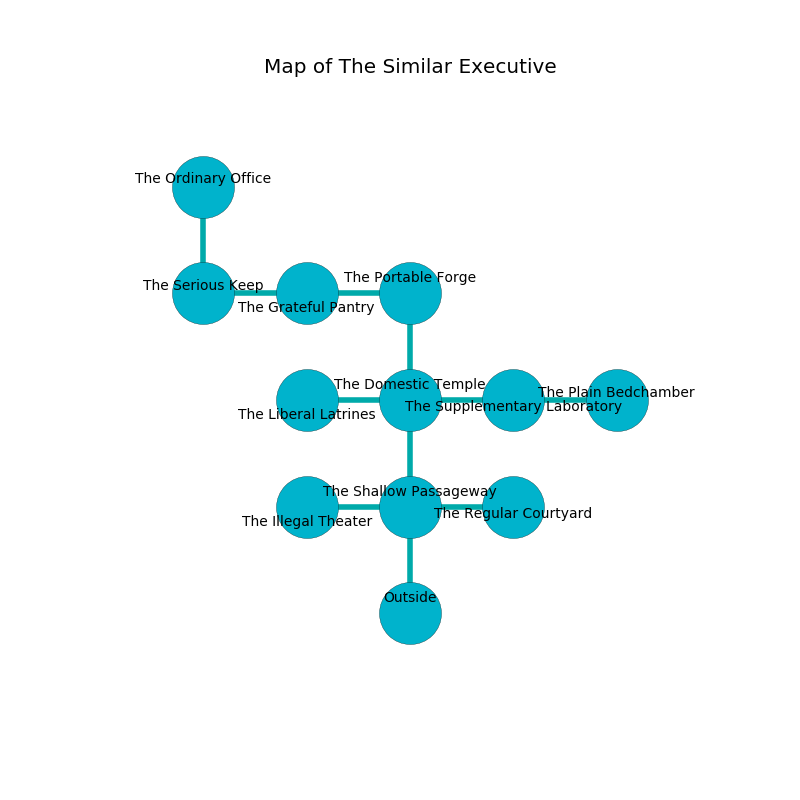 Map of The Similar Executive
The Ordinary Office
The Portable Forge
The Serious Keep
The Grateful Pantry
The Domestic Temple
The Plain Bedchamber
The Supplementary Laboratory
The Liberal Latrines
The Shallow Passageway
The Regular Courtyard
The Illegal Theater
Outside